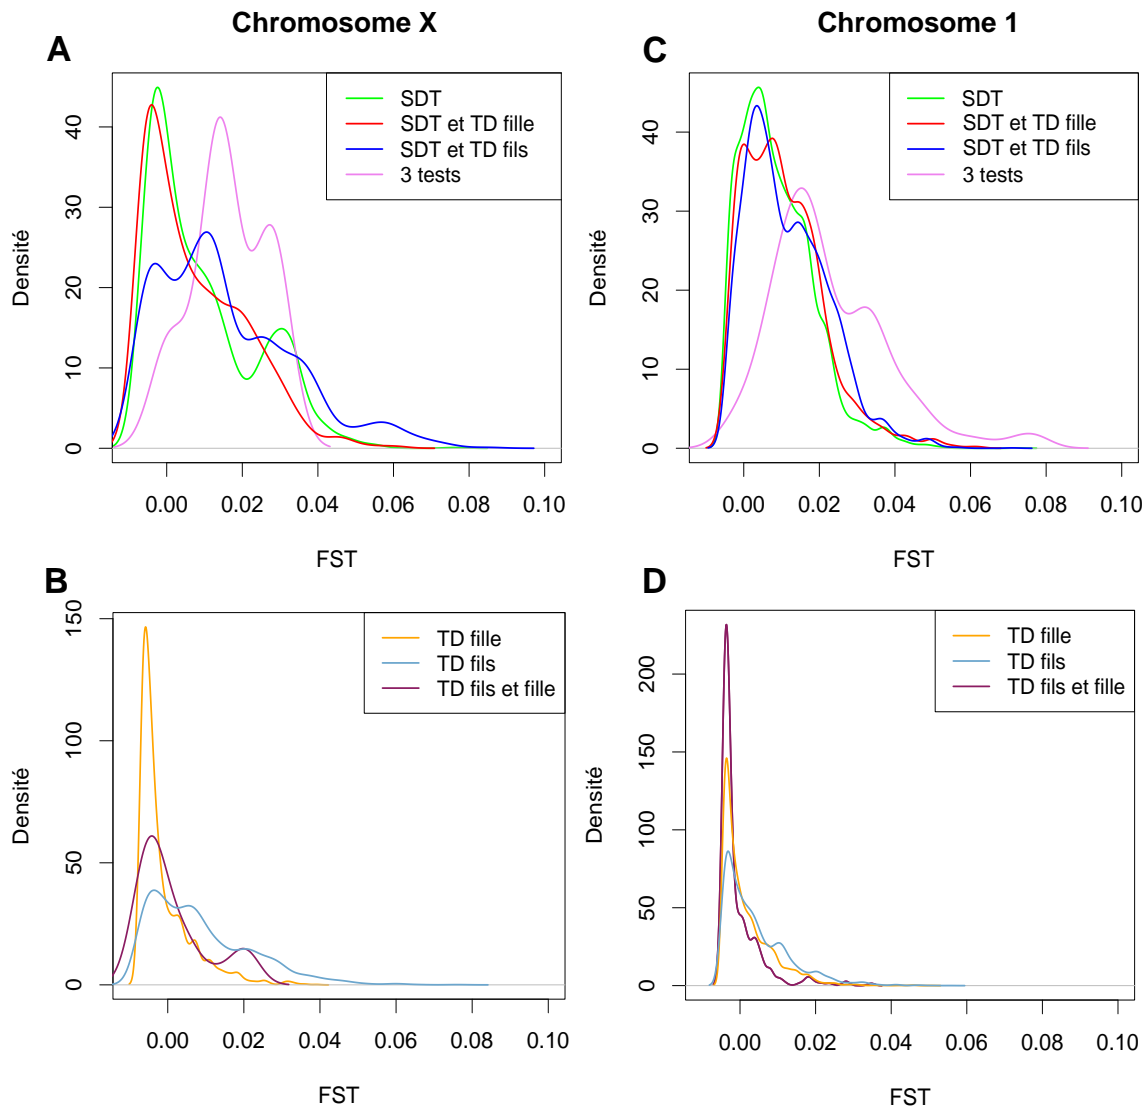 Chromosome X
Chromosome 1
A
SDT
SDT et TD fille
SDT et TD fils
3 tests
Densité
0
10
20
30
40
0.00
0.02
0.04
0.06
0.08
0.10
FST
C
SDT
SDT et TD fille
SDT et TD fils
3 tests
Densité
0
10
20
30
40
0.00
0.02
0.04
0.06
0.08
0.10
FST
B
TD fille
TD fils
TD fils et fille
Densité
0
50
100
150
0.00
0.02
0.04
0.06
0.08
0.10
FST
D
TD fille
TD fils
TD fils et fille
Densité
0
50
100
150
200
0.00
0.02
0.04
0.06
0.08
0.10
FST